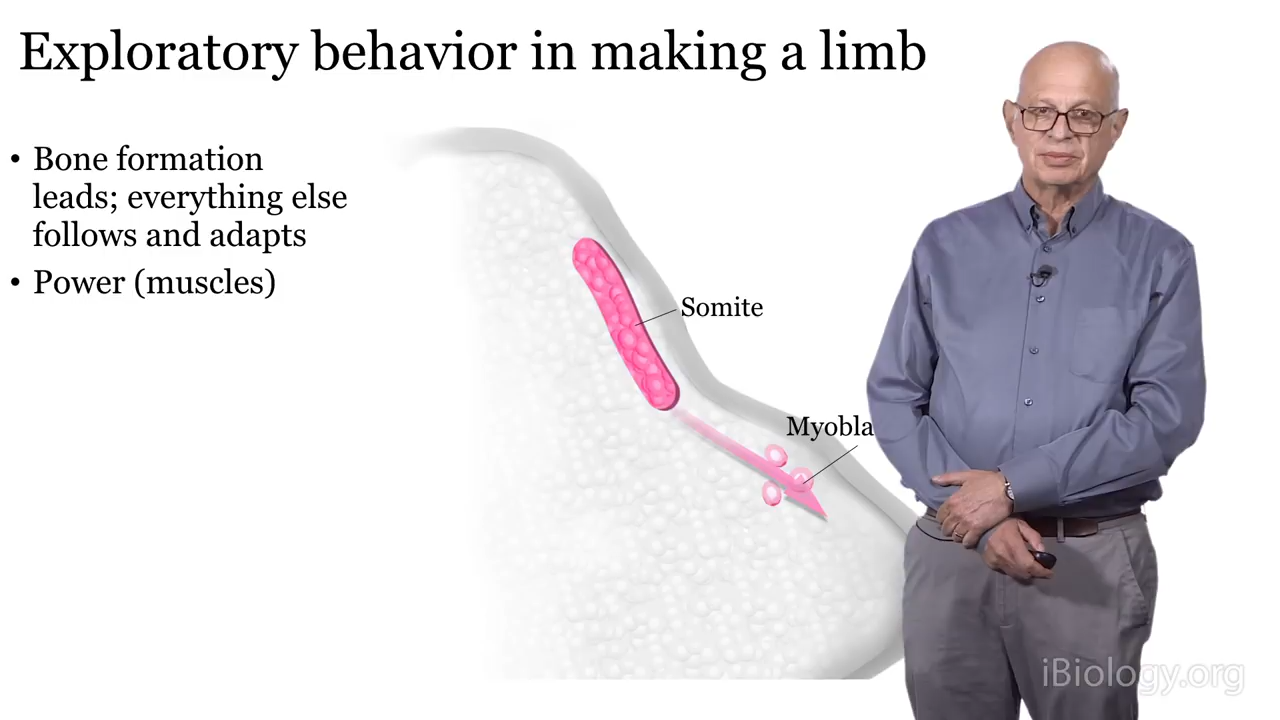 Exploratory behavior in making a limb
• Bone formation
leads; everything else
follows and adapts
• Power (muscles)
Somite
Myobla
iBiology.org